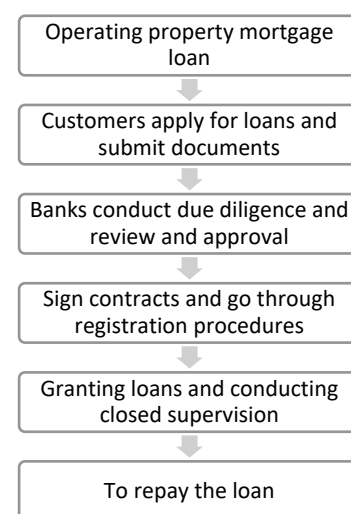 Operating property mortgage
loan
Customers apply for loans and
submit documents
Banks conduct due diligence and
review and approval
Sign contracts and go through
registration procedures
Granting loans and conducting
closed supervision
To repay the loan